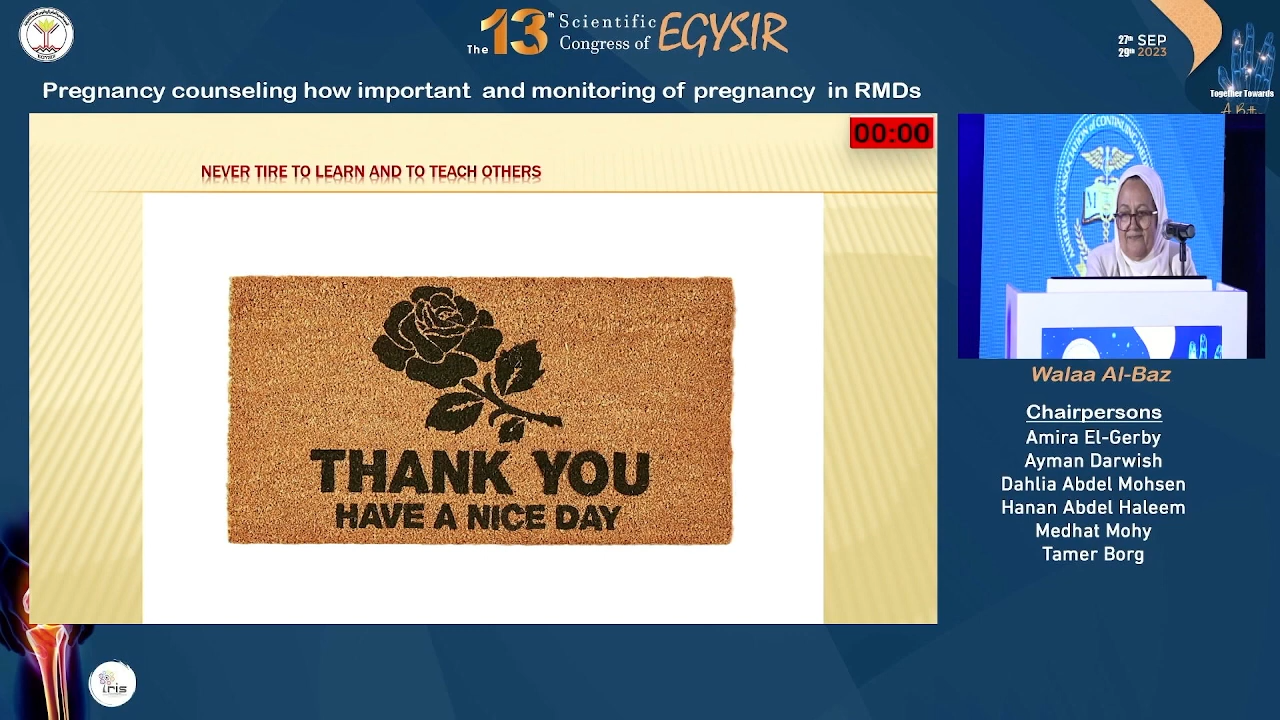 The 13th Scientific Congress of EGYSIR
27th SEP
29th 2023
Together Towards
EGYSIR
Pregnancy counseling how important and monitoring of pregnancy in RMDs
00:00
NEVER TIRE TO LEARN AND TO TEACH OTHERS
THANK YOU
HAVE A NICE DAY
Walaa Al-Baz
Chairpersons
Amira El-Gerby
Ayman Darwish
Dahlia Abdel Mohsen
Hanan Abdel Haleem
Medhat Mohy
Tamer Borg
iris